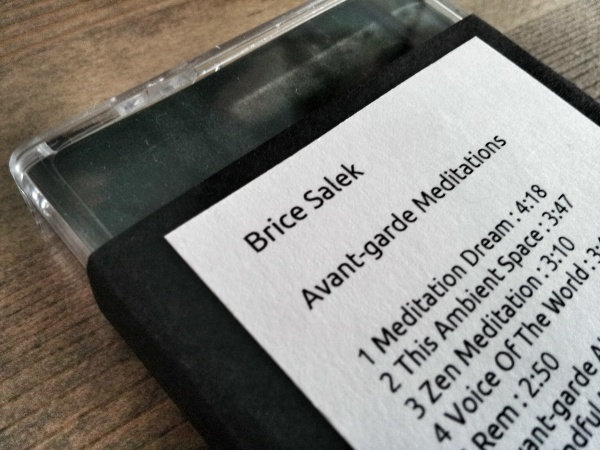 Brice Salek
Avant-garde Meditations
1 Meditation Dream : 4:18
2 This Ambient Space : 3:47
3 Zen Meditation : 3:10
4 Voice Of The World :
Rem : 2:50